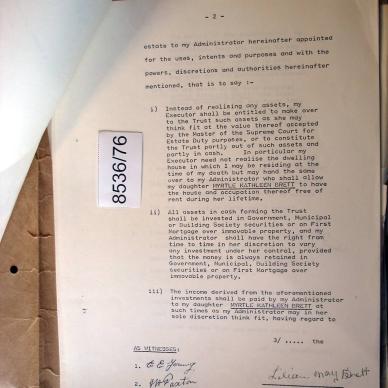 - 2 -
estate to my Administrator hereinafter appointed
for the uses, intents and purposes and with the
powers, discretions and authorities hereinafter
mentioned, that is to say :-
i) Instead of realising any assets, my
Executor shall be entitled to make over
to the Trust such assets as she may
think fit at the value thereof accepted
by the Master of the Supreme Court for
Estate Duty purposes, or to constitute
the Trust partly out of such assets and
partly in cash. In particular my
Executor need not realise the dwelling
house in which I may be residing at the
time of my death but may hand the same
over to my Administrator who shall allow
my daughter MYRTLE KATHLEEN BRETT to have
the house and occupation thereof free of
rent during her lifetime,
8536/76
ii) All assets in cash forming the Trust
shall be invested in Government, Municipal
or Building Society securities or on First
Mortgage over immovable property, and my
Administrator shall have the right from
time to time in her discretion to vary
any investment under her control, provided
that the money is always retained in
Government, Municipal, Building Society
securities or on First Mortgage over
immovable property.
iii) The income derived from the aforementioned
investments shall be paid by my Administrator
to my daughter MYRTLE KATHLEEN BRETT at
such times as my Administrator may in her
sole discretion think fit, having regard to
3/ ..... the
AS WITNESSES:
1. E E Young
2. Paxton
Lilian May Brett